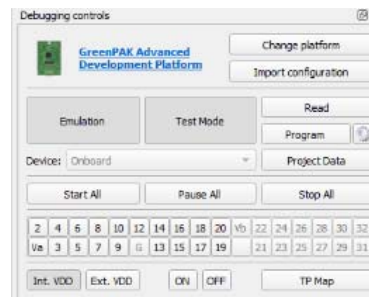 Debugging controls
GreenPAK Advanced
Development Platform
Change platform
Import configuration
Emulation
Test Mode
Read
Program
Device: Onboard
Project Data
Start All
Pause All
Stop All
2 4 6 8 10 12 14 16 18 20 Vb 22 24 26 28 30 32
Va 3 5 7 9 G 13 15 17 19 21 23 25 27 29 31
Int. VDD
Ext. VDD
ON
OFF
TP Map